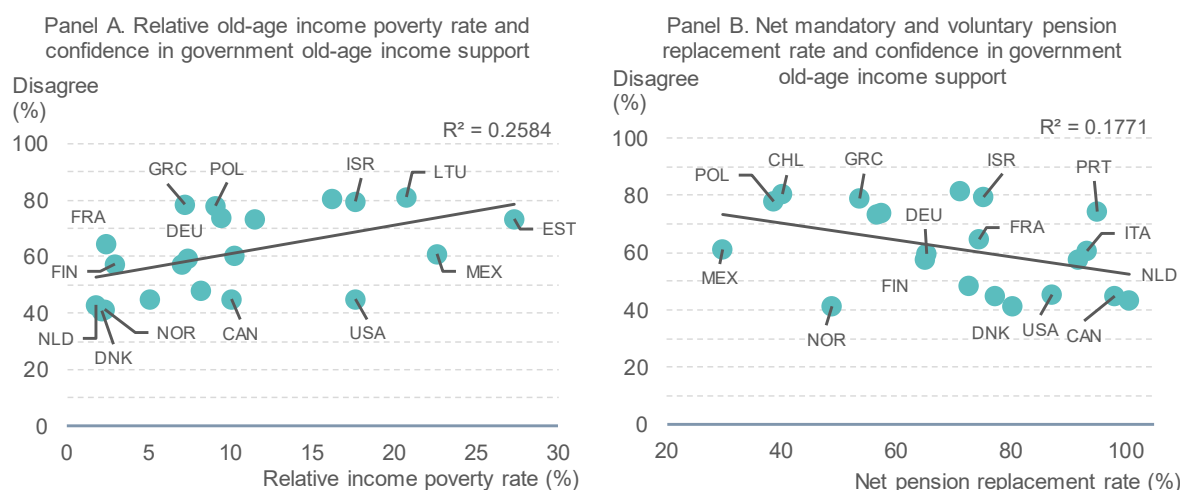 Panel A. Relative old-age income poverty rate and
confidence in government old-age income support
Disagree
(%)
R² = 0.2584
100
80
60
40
20
0
0
5
10
15
20
25
30
GRC
POL
ISR
LTU
FRA
DEU
EST
FIN
MEX
NLD
NOR
DNK
CAN
USA
Relative income poverty rate (%)
Panel B. Net mandatory and voluntary pension
replacement rate and confidence in government
old-age income support
Disagree
(%)
R² = 0.1771
100
80
60
40
20
0
20
40
60
80
100
POL
CHL
GRC
ISR
PRT
DEU
FRA
ITA
MEX
FIN
NLD
NOR
DNK
USA
CAN
Net pension replacement rate (%)